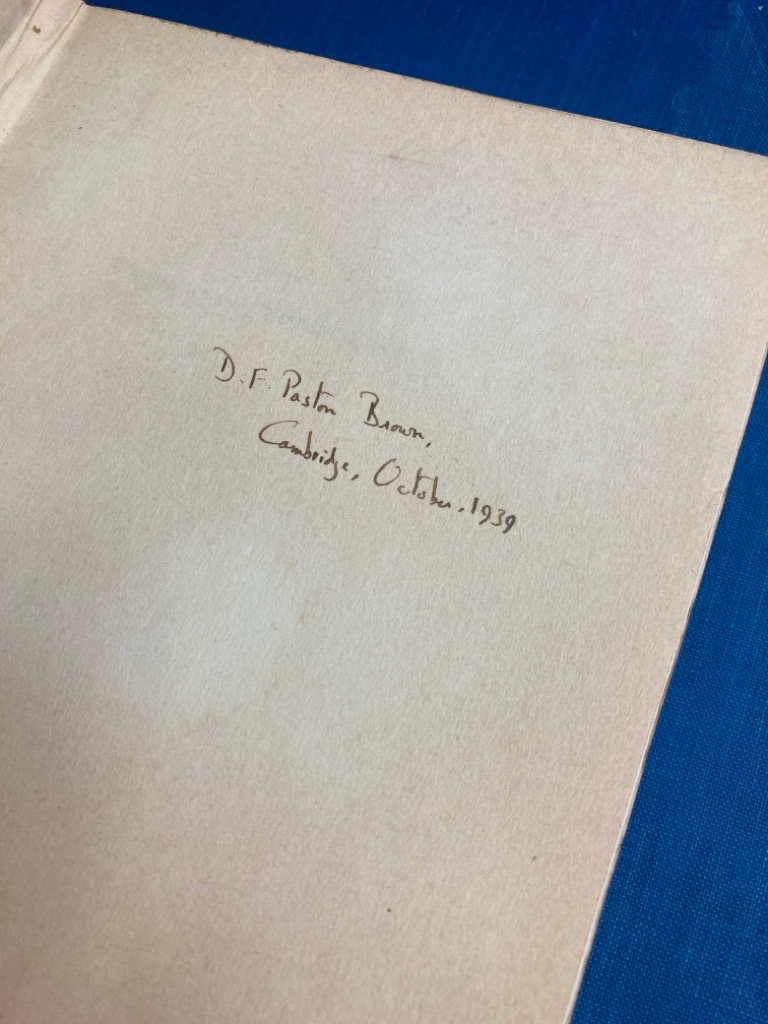 D. F. Paston Brown,
Cambridge, October. 1939